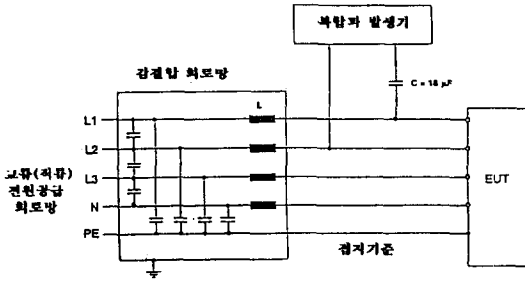 복합파 발생기
감결합 회로망
C = 18 μF
L
L1
L2
L3
N
PE
교류(직류)
전원공급
회로망
EUT
접지기준